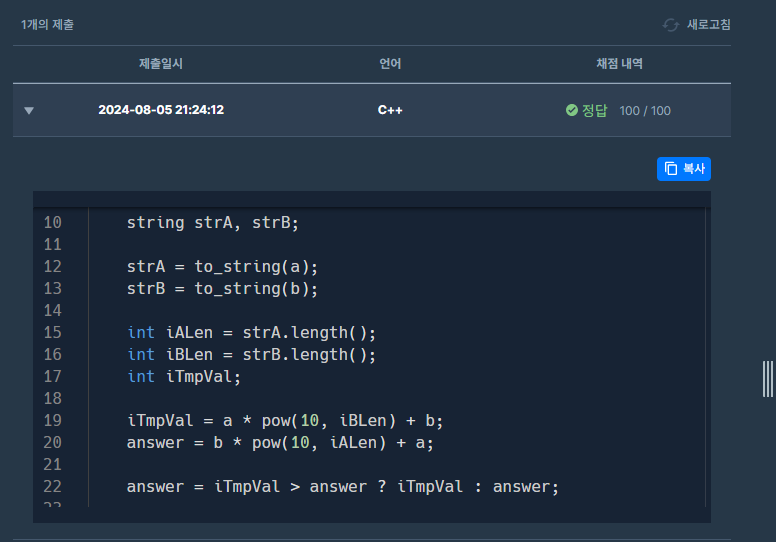 1개의 제출 새로고침
제출일시 언어 채점 내역
2024-08-05 21:24:12 C++ 정답 100 / 100
복사
10 string strA, strB;
11
12 strA = to_string(a);
13 strB = to_string(b);
14
15 int iALen = strA.length();
16 int iBLen = strB.length();
17 int iTmpVal;
18
19 iTmpVal = a * pow(10, iBLen) + b;
20 answer = b * pow(10, iALen) + a;
21
22 answer = iTmpVal > answer ? iTmpVal : answer;